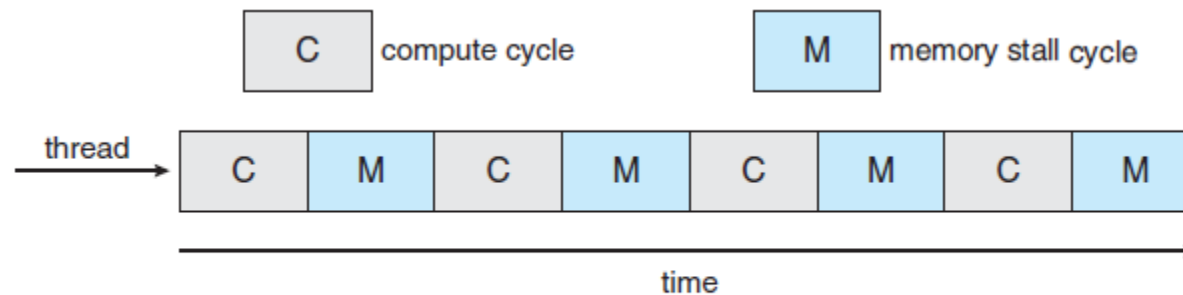 C compute cycle M memory stall cycle
thread
C M C M C M C M
time